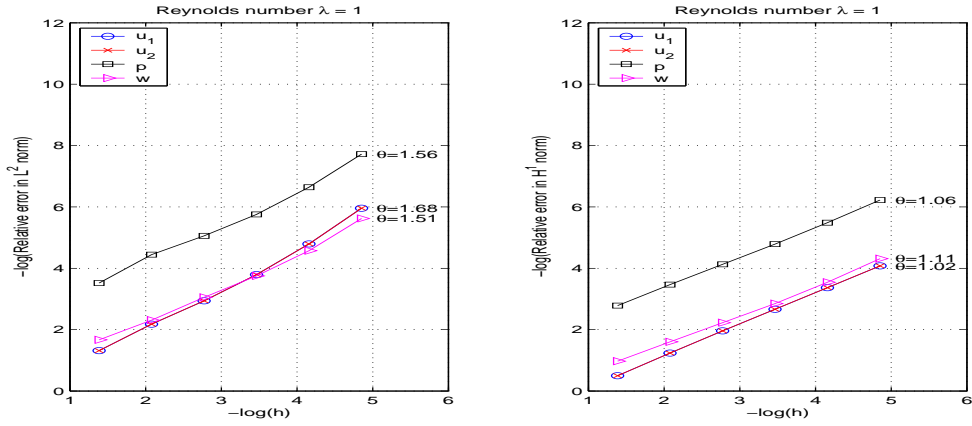 Reynolds number λ = 1
u1
u2
p
w
12
10
8
6
4
2
0
−log(Relative error in L2 norm)
θ=1.56
θ=1.68
θ=1.51
1 2 3 4 5 6
−log(h)
Reynolds number λ = 1
u1
u2
p
w
12
10
8
6
4
2
0
−log(Relative error in H1 norm)
θ=1.06
θ=1.11
θ=1.02
1 2 3 4 5 6
−log(h)